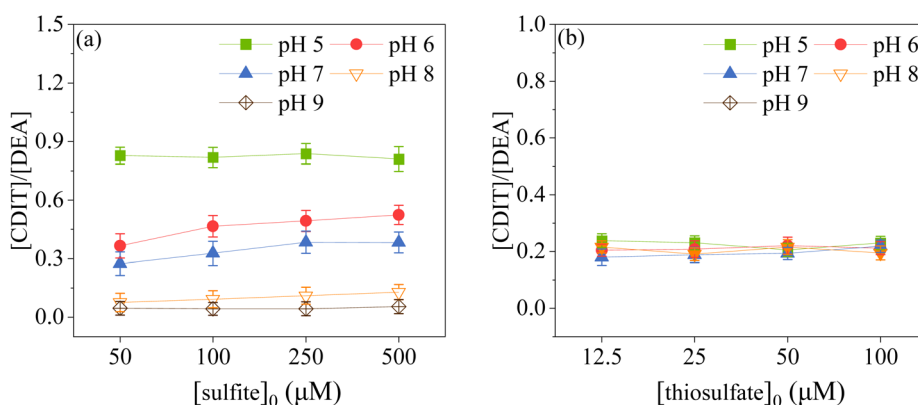 (a)
pH 5 pH 6
pH 7 pH 8
pH 9
1.5
1.2
0.9
0.6
0.3
0.0
[CDIT]/[DEA]
50 100 250 500
[sulfite]0 (μM)
(b)
pH 5 pH 6
pH 7 pH 8
pH 9
1.0
0.8
0.6
0.4
0.2
0.0
[CDIT]/[DEA]
12.5 25 50 100
[thiosulfate]0 (μM)